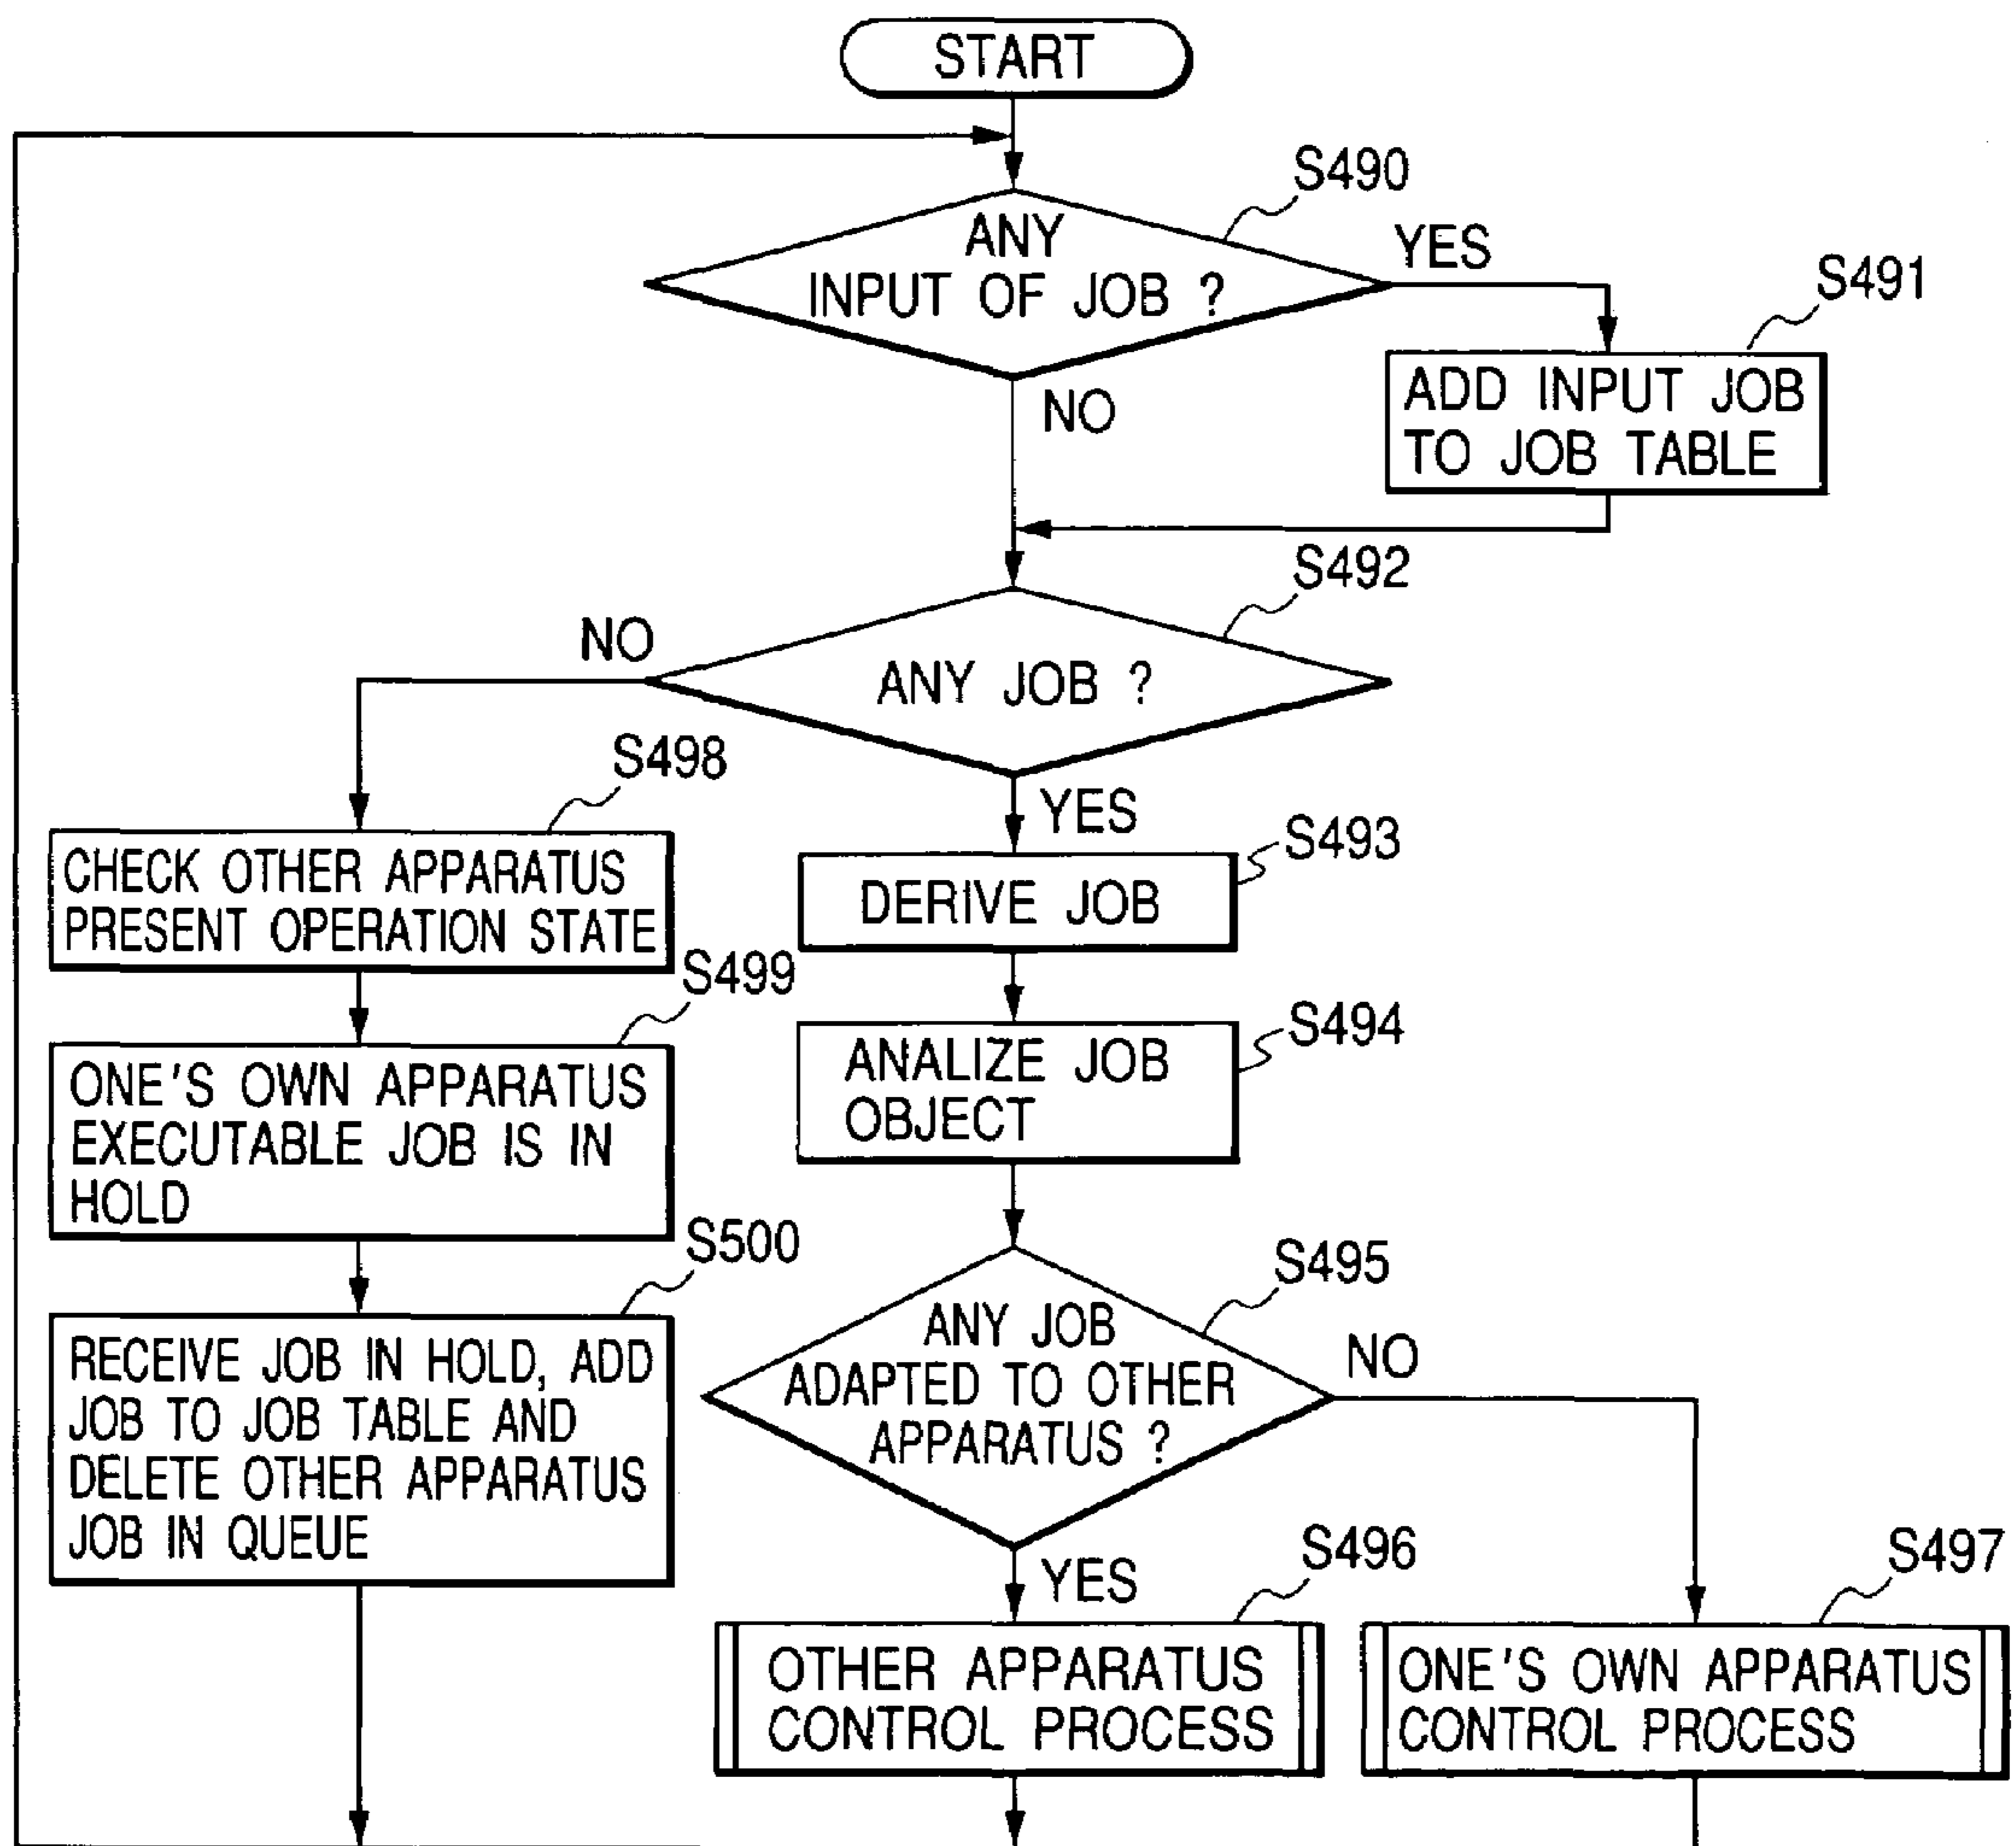 START
S490
ANY
INPUT OF JOB ?
YES
S491
ADD INPUT JOB
TO JOB TABLE
NO
S492
NO
ANY JOB ?
S498
YES
S493
CHECK OTHER APPARATUS
PRESENT OPERATION STATE
DERIVE JOB
S499
S494
ONE'S OWN APPARATUS
EXECUTABLE JOB IS IN
HOLD
ANALIZE JOB
OBJECT
S500
S495
RECEIVE JOB IN HOLD, ADD
JOB TO JOB TABLE AND
DELETE OTHER APPARATUS
JOB IN QUEUE
ANY JOB
ADAPTED TO OTHER
APPARATUS ?
NO
YES
S496
S497
OTHER APPARATUS
CONTROL PROCESS
ONE'S OWN APPARATUS
CONTROL PROCESS